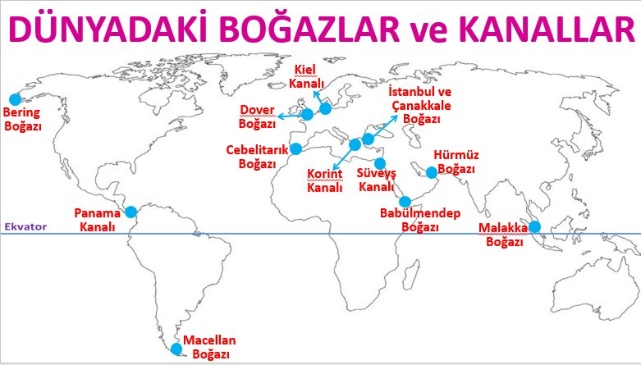 DÜNYADAKİ BOĞAZLAR ve KANALLAR
Kiel
Kanalı
İstanbul ve
Çanakkale
Boğazı
Bering
Boğazı
Dover
Boğazı
Cebelitarık
Boğazı
Korint
Kanalı
Süveyş
Kanalı
Hürmüz
Boğazı
Panama
Kanalı
Babülmendep
Boğazı
Ekvator
Malakka
Boğazı
Macellan
Boğazı